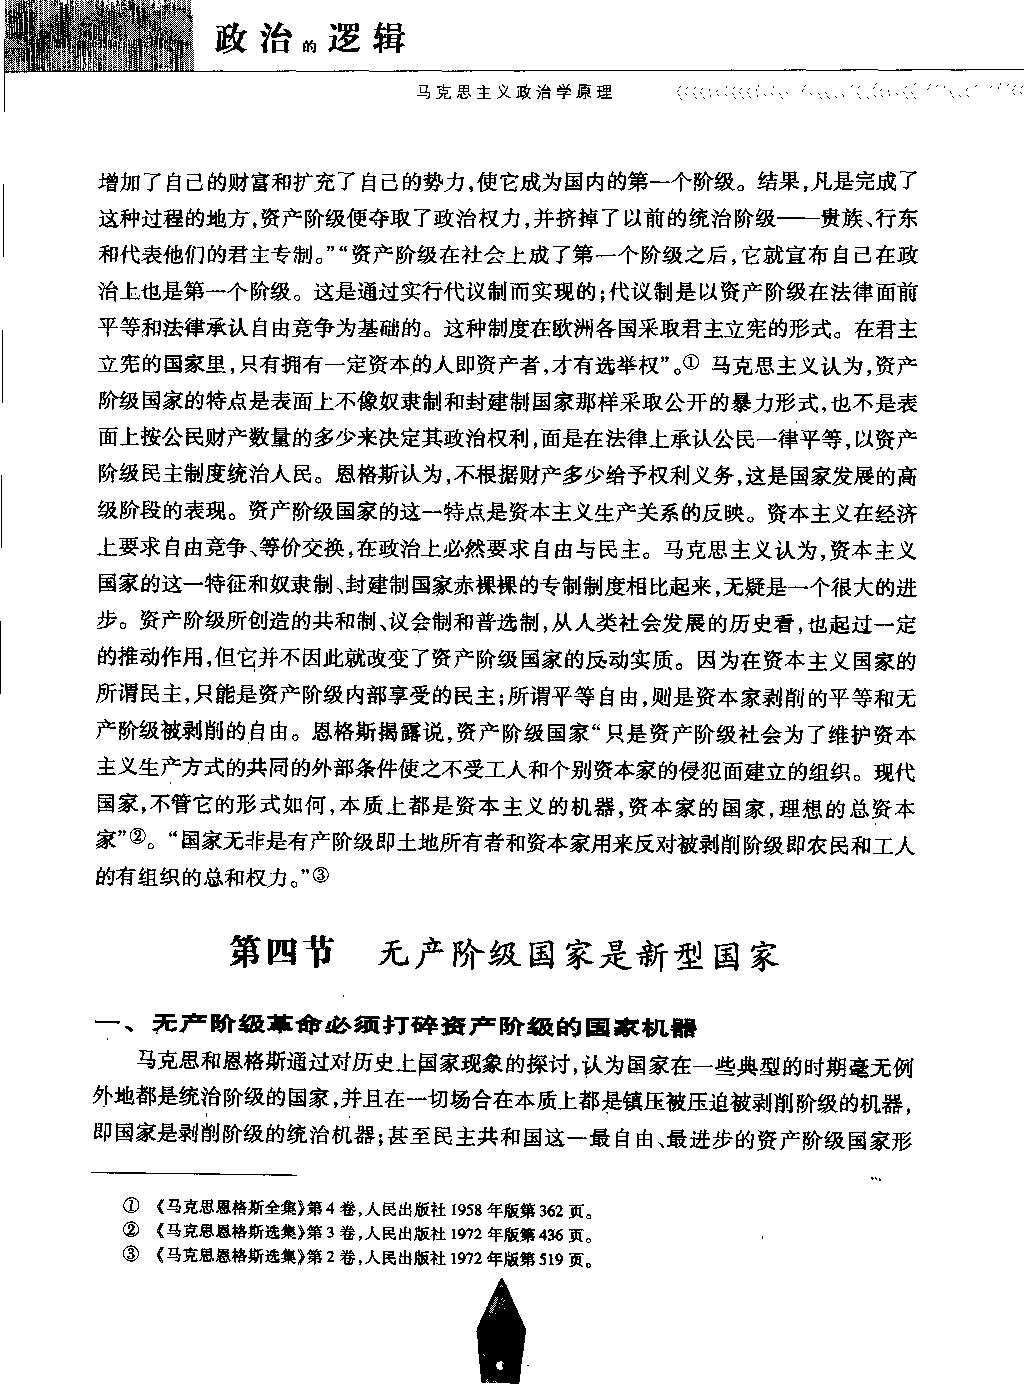 政治的逻辑
马克思主义政治学原理
增加了自己的财富和扩充了自己的势力,使它成为国内的第一个阶级。结果,凡是完成了
这种过程的地方,资产阶级便夺取了政治权力,并挤掉了以前的统治阶级——贵族、行东
和代表他们的君主专制。”“资产阶级在社会上成了第一个阶级之后,它就宣布自己在政
治上也是第一个阶级。这是通过实行代议制而实现的;代议制是以资产阶级在法律面前
平等和法律承认自由竞争为基础的。这种制度在欧洲各国采取君主立宪的形式。在君主
立宪的国家里,只有拥有一定资本的人即资产者,才有选举权”。① 马克思主义认为,资产
阶级国家的特点是表面上不像奴隶制和封建制国家那样采取公开的暴力形式,也不是表
面上按公民财产数量的多少来决定其政治权利,而是在法律上承认公民一律平等,以资产
阶级民主制度统治人民。恩格斯认为,不根据财产多少给予权利义务,这是国家发展的高
级阶段的表现。资产阶级国家的这一特点是资本主义生产关系的反映。资本主义在经济
上要求自由竞争、等价交换,在政治上必然要求自由与民主。马克思主义认为,资本主义
国家的这一特征和奴隶制、封建制国家赤裸裸的专制制度相比起来,无疑是一个很大的进
步。资产阶级所创造的共和制、议会制和普选制,从人类社会发展的历史看,也起过一定
的推动作用,但它并不因此就改变了资产阶级国家的反动实质。因为在资本主义国家的
所谓民主,只能是资产阶级内部享受的民主;所谓平等自由,则是资本家剥削的平等和无
产阶级被剥削的自由。恩格斯揭露说,资产阶级国家“只是资产阶级社会为了维护资本
主义生产方式的共同的外部条件使之不受工人和个别资本家的侵犯而建立的组织。现代
国家,不管它的形式如何,本质上都是资本主义的机器,资本家的国家,理想的总资本
家”②。“国家无非是有产阶级即土地所有者和资本家用来反对被剥削阶级即农民和工人
的有组织的总和权力。”③
第四节 无产阶级国家是新型国家
一、无产阶级革命必须打碎资产阶级的国家机器
马克思和恩格斯通过对历史上国家现象的探讨,认为国家在一些典型的时期毫无例
外地都是统治阶级的国家,并且在一切场合在本质上都是镇压被压迫被剥削阶级的机器,
即国家是剥削阶级的统治机器;甚至民主共和国这一最自由、最进步的资产阶级国家形
① 《马克思恩格斯全集》第 4 卷,人民出版社 1958 年版第 362 页。
② 《马克思恩格斯选集》第 3 卷,人民出版社 1972 年版第 436 页。
③ 《马克思恩格斯选集》第 2 卷,人民出版社 1972 年版第 519 页。